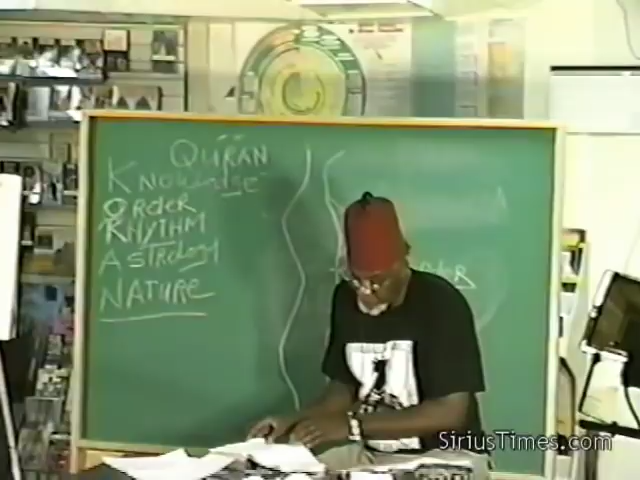 QURAN
KNOWLEDGE
ORDER
RHYTHM
ASTROLOGY
NATURE
SiriusTimes.com